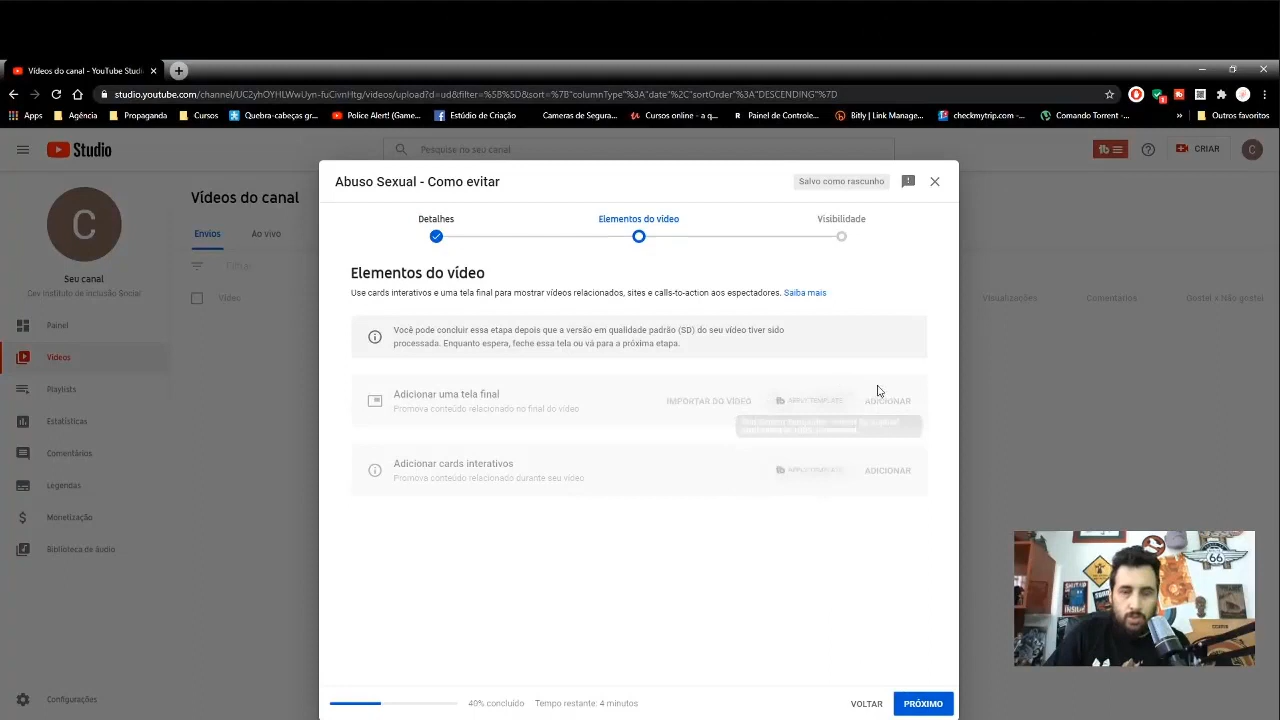 Vídeos do canal - YouTube Studi
studio.youtube.com/channel/UC2yhOYHLWwUyn-fuCivnHtg/videos/upload?d=ud&filter=%5B%5D&sort=%7B"columnType"%3A"date"%2C"sortOrder"%3A"DESCENDING"%7D
Apps Agência Propaganda Cursos Quebra-cabeças gr... Police Alert! (Game... Estúdio de Criação Cameras de Segura... Cursos online - a q... Painel de Controle... Bitly | Link Manage... checkmytrip.com -... Comando Torrent -... » Outros favoritos
Studio
Pesquise no seu canal
CRIAR
C
C
Seu canal
Cev Instituto de Inclusão Social
Painel
Vídeos
Playlists
Estatísticas
Comentários
Legendas
Monetização
Biblioteca de áudio
Configurações
Vídeos do canal
Envios Ao vivo
Filtrar
Vídeo
Visualizações Comentários Gostei x Não gostei
Abuso Sexual - Como evitar
Salvo como rascunho
Detalhes Elementos do vídeo Visibilidade
Elementos do vídeo
Use cards interativos e uma tela final para mostrar vídeos relacionados, sites e calls-to-action aos espectadores. Saiba mais
Você pode concluir essa etapa depois que a versão em qualidade padrão (SD) do seu vídeo tiver sido
processada. Enquanto espera, feche essa tela ou vá para a próxima etapa.
Adicionar uma tela final
Promova conteúdo relacionado no final do vídeo
IMPORTAR DO VÍDEO APPLY TEMPLATE ADICIONAR
Adicionar cards interativos
Promova conteúdo relacionado durante seu vídeo
APPLY TEMPLATE ADICIONAR
40% concluído Tempo restante: 4 minutos
VOLTAR PRÓXIMO
66